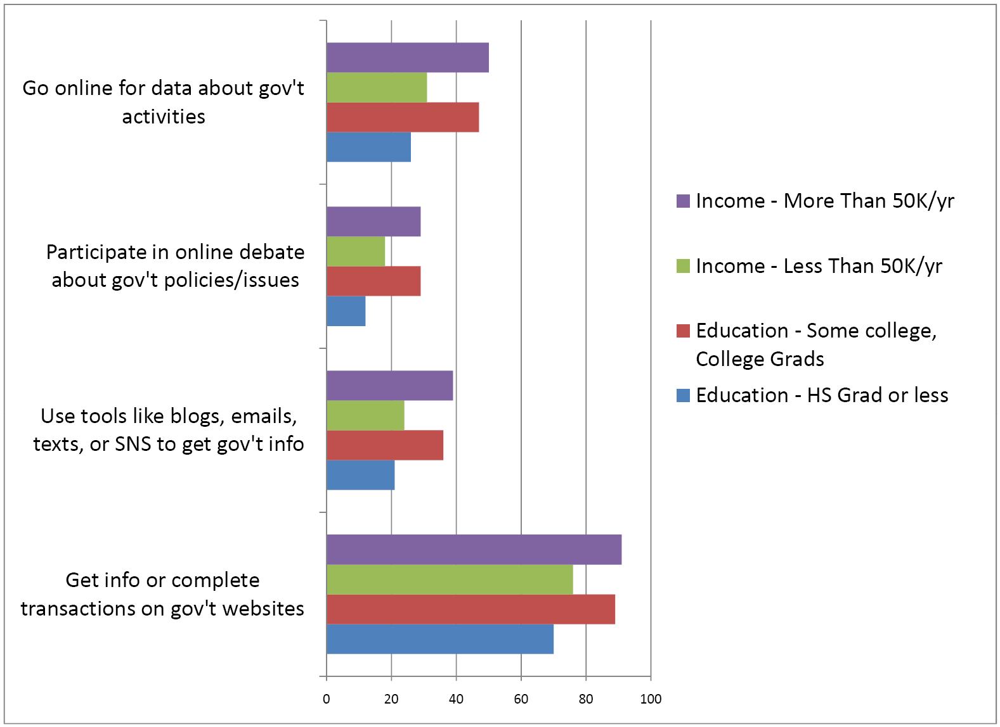 Go online for data about gov't
activities
Participate in online debate
about gov't policies/issues
Use tools like blogs, emails,
texts, or SNS to get gov't info
Get info or complete
transactions on gov't websites
0 20 40 60 80 100
Income - More Than 50K/yr
Income - Less Than 50K/yr
Education - Some college,
College Grads
Education - HS Grad or less